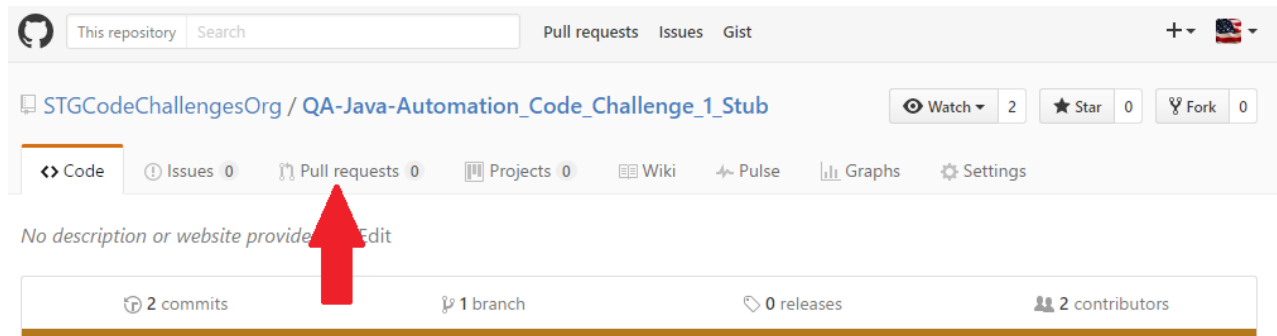 This repository Search Pull requests Issues Gist
STGCodeChallengesOrg / QA-Java-Automation_Code_Challenge_1_Stub Watch 2 Star 0 Fork 0
Code Issues 0 Pull requests 0 Projects 0 Wiki Pulse Graphs Settings
No description or website Edit
2 commits 1 branch 0 releases 2 contributors